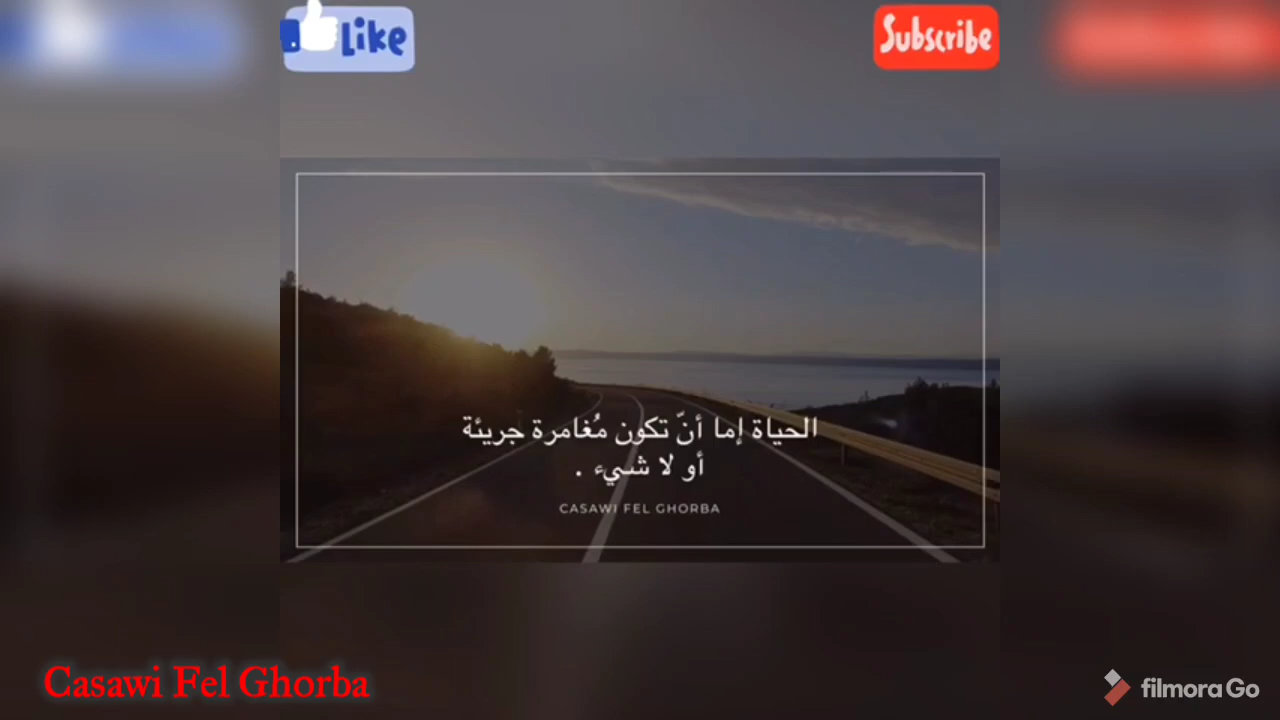 Like
Subscribe
الحياة إما أنّ تكون مُغامرة جريئة
أو لا شيء .
CASAWI FEL GHORBA
Casawi Fel Ghorba
filmoraGo